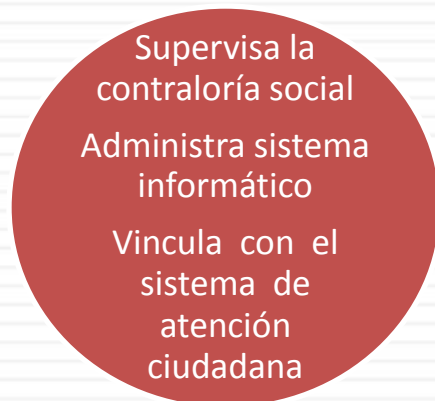 Supervisa la
contraloría social
Administra sistema
informático
Vincula con el
sistema de
atención
ciudadana